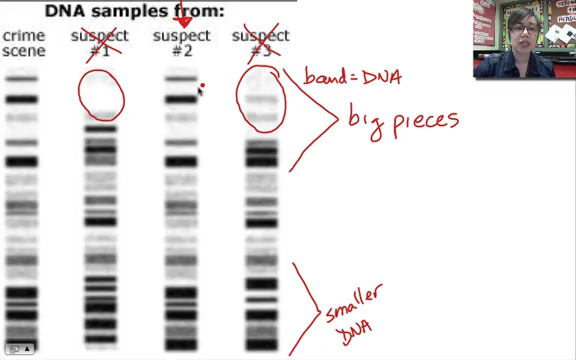 DNA samples from:
crime scene
suspect #1
suspect #2
suspect #3
band = DNA
big pieces
smaller DNA